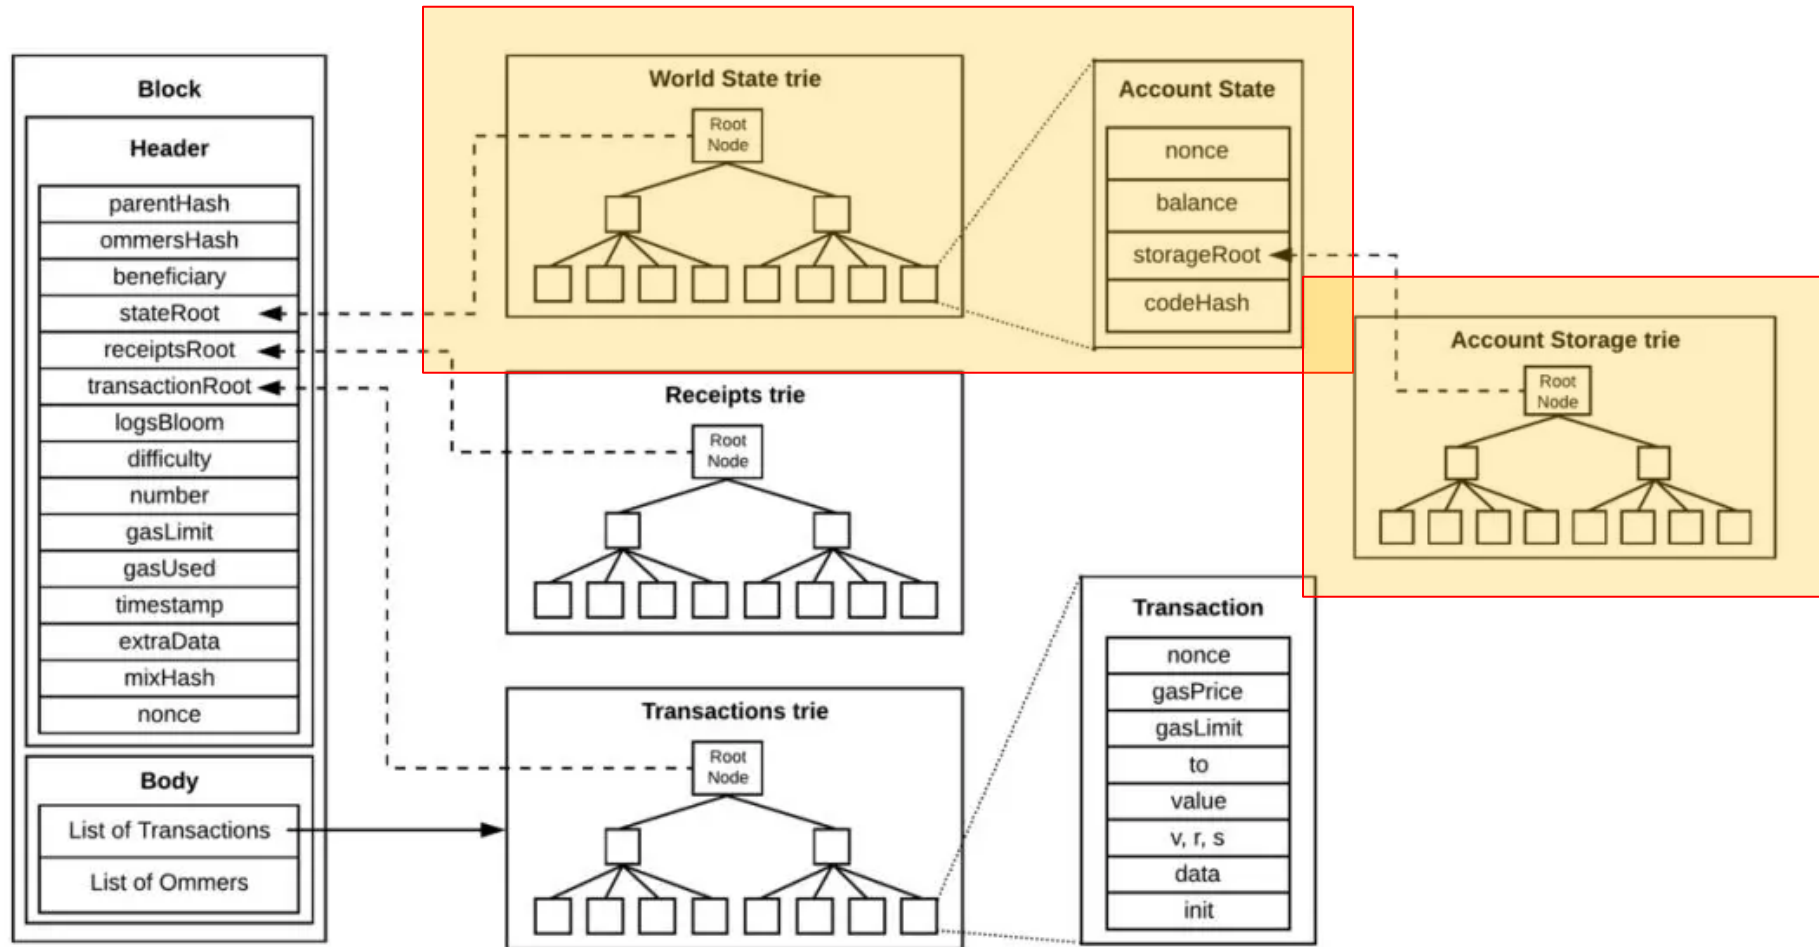 Block
Header
parentHash
ommersHash
beneficiary
stateRoot
receiptsRoot
transactionRoot
logsBloom
difficulty
number
gasLimit
gasUsed
timestamp
extraData
mixHash
nonce
Body
List of Transactions
List of Ommers
World State trie
Root
Node
Account State
nonce
balance
storageRoot
codeHash
Receipts trie
Root
Node
Account Storage trie
Root
Node
Transactions trie
Root
Node
Transaction
nonce
gasPrice
gasLimit
to
value
v, r, s
data
init